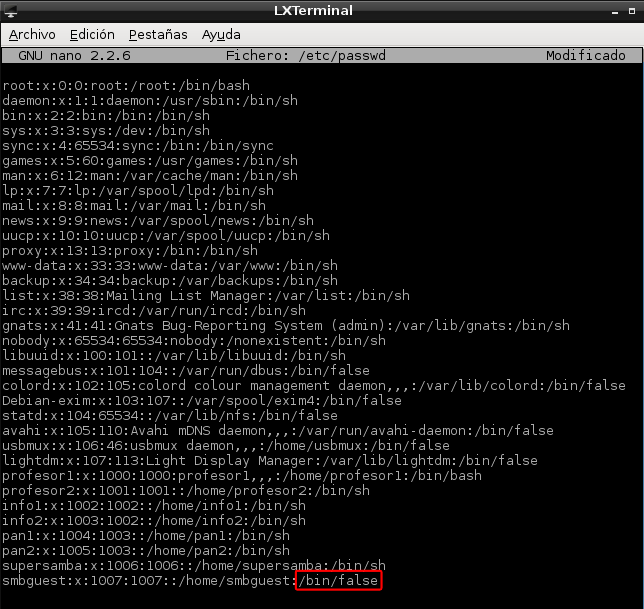 LXTerminal
Archivo Edición Pestañas Ayuda
GNU nano 2.2.6 Fichero: /etc/passwd Modificado
root:x:0:0:root:/root:/bin/bash
daemon:x:1:1:daemon:/usr/sbin:/bin/sh
bin:x:2:2:bin:/bin:/bin/sh
sys:x:3:3:sys:/dev:/bin/sh
sync:x:4:65534:sync:/bin:/bin/sync
games:x:5:60:games:/usr/games:/bin/sh
man:x:6:12:man:/var/cache/man:/bin/sh
lp:x:7:7:lp:/var/spool/lpd:/bin/sh
mail:x:8:8:mail:/var/mail:/bin/sh
news:x:9:9:news:/var/spool/news:/bin/sh
uucp:x:10:10:uucp:/var/spool/uucp:/bin/sh
proxy:x:13:13:proxy:/bin:/bin/sh
www-data:x:33:33:www-data:/var/www:/bin/sh
backup:x:34:34:backup:/var/backups:/bin/sh
list:x:38:38:Mailing List Manager:/var/list:/bin/sh
irc:x:39:39:ircd:/var/run/ircd:/bin/sh
gnats:x:41:41:Gnats Bug-Reporting System (admin):/var/lib/gnats:/bin/sh
nobody:x:65534:65534:nobody:/nonexistent:/bin/sh
libuuid:x:100:101::/var/lib/libuuid:/bin/sh
messagebus:x:101:104::/var/run/dbus:/bin/false
colord:x:102:105:colord colour management daemon,,,:/var/lib/colord:/bin/false
Debian-exim:x:103:107::/var/spool/exim4:/bin/false
statd:x:104:65534::/var/lib/nfs:/bin/false
avahi:x:105:110:Avahi mDNS daemon,,,:/var/run/avahi-daemon:/bin/false
usbmux:x:106:46:usbmux daemon,,,:/home/usbmux:/bin/false
lightdm:x:107:113:Light Display Manager:/var/lib/lightdm:/bin/false
profesor1:x:1000:1000:profesor1,,,:/home/profesor1:/bin/bash
profesor2:x:1001:1001::/home/profesor2:/bin/sh
info1:x:1002:1002::/home/info1:/bin/sh
info2:x:1003:1002::/home/info2:/bin/sh
pan1:x:1004:1003::/home/pan1:/bin/sh
pan2:x:1005:1003::/home/pan2:/bin/sh
supersamba:x:1006:1006::/home/supersamba:/bin/sh
smbguest:x:1007:1007::/home/smbguest:/bin/false